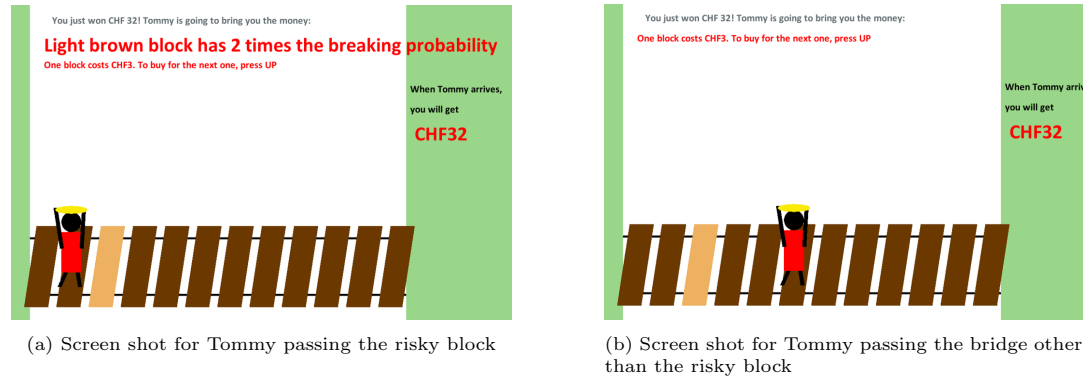 You just won CHF 32! Tommy is going to bring you the money:
Light brown block has 2 times the breaking probability
One block costs CHF3. To buy for the next one, press UP
When Tommy arrives,
you will get
CHF32
(a) Screen shot for Tommy passing the risky block
You just won CHF 32! Tommy is going to bring you the money:
One block costs CHF3. To buy for the next one, press UP
When Tommy arriv
you will get
CHF32
(b) Screen shot for Tommy passing the bridge other
than the risky block